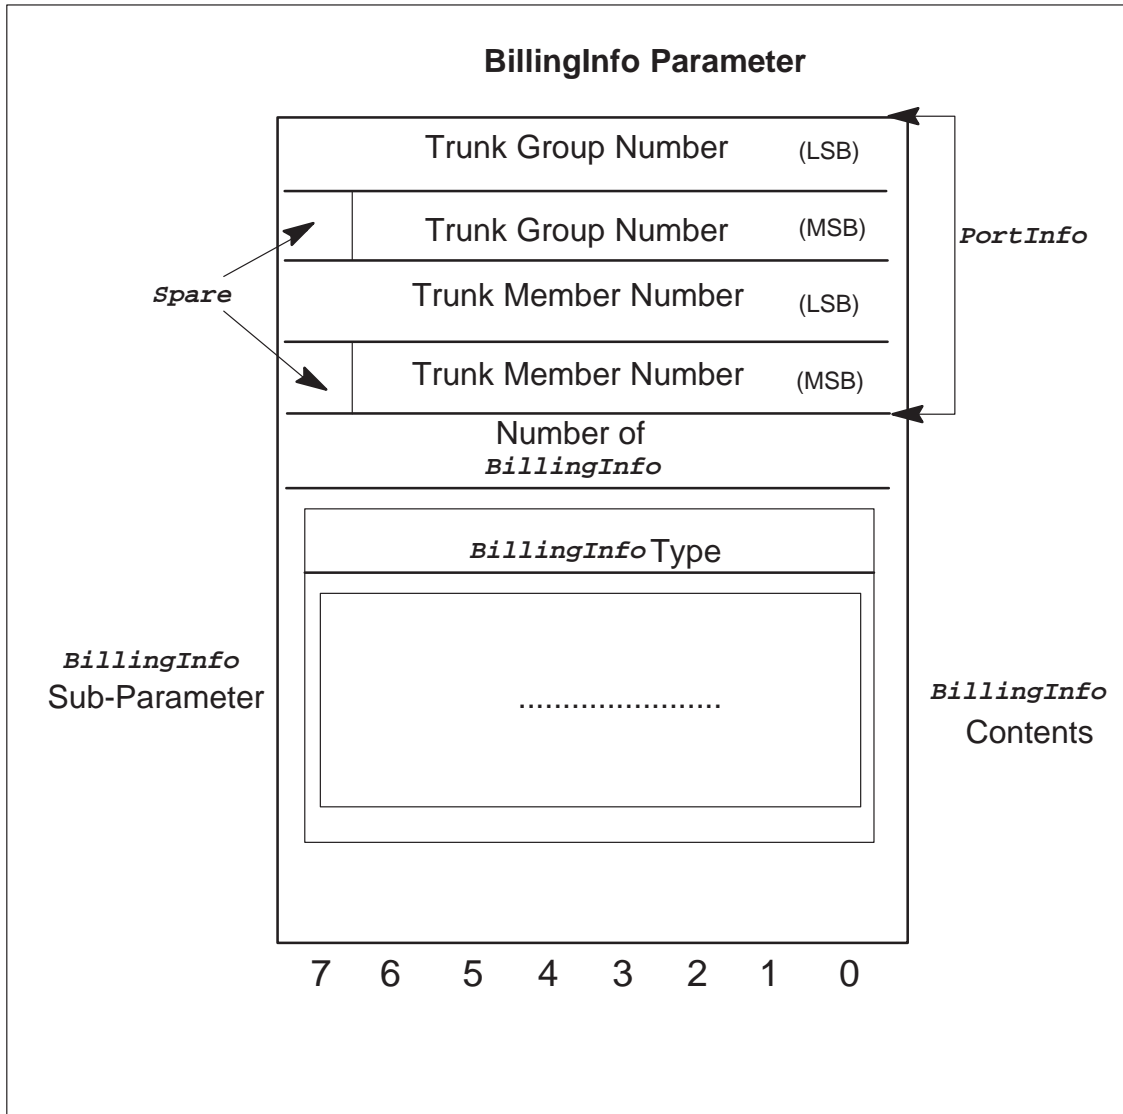 BillingInfo Parameter
Trunk Group Number (LSB)
Trunk Group Number (MSB)
PortInfo
Spare
Trunk Member Number (LSB)
Trunk Member Number (MSB)
Number of
BillingInfo
BillingInfo Type
BillingInfo
Sub-Parameter
.......................
BillingInfo
Contents
7 6 5 4 3 2 1 0